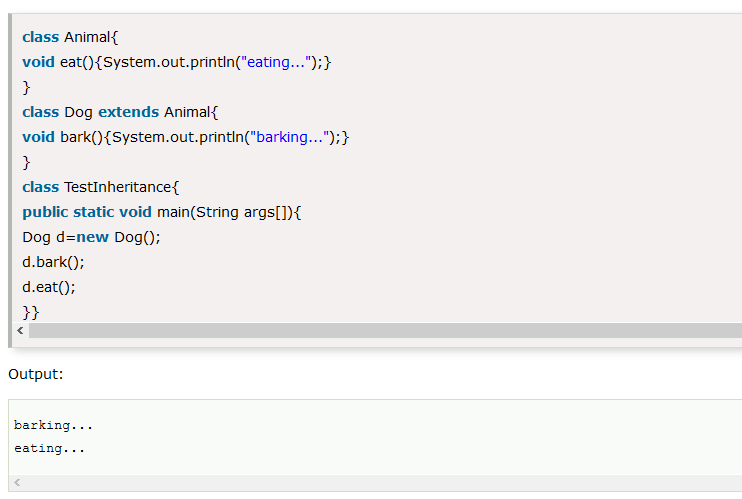 class Animal{
void eat(){System.out.println("eating...");}
}
class Dog extends Animal{
void bark(){System.out.println("barking...");}
}
class TestInheritance{
public static void main(String args[]){
Dog d=new Dog();
d.bark();
d.eat();
}}
Output:
barking...
eating...